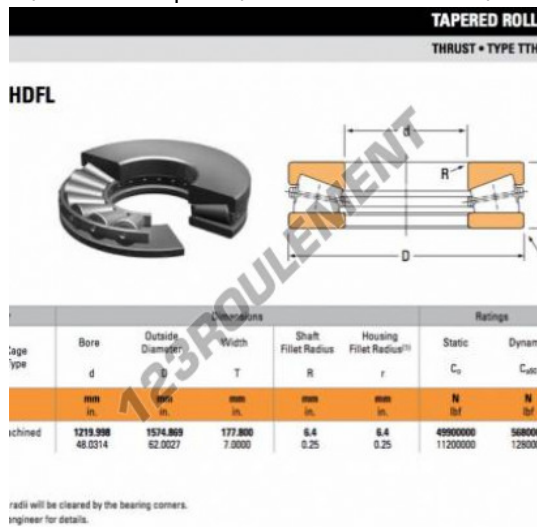 TAPERED ROLL
THRUST • TYPE TTH
HDFL
d
R
D
Dimensions Ratings
Cage Type Bore Outside Diameter Width Shaft Fillet Radius Housing Fillet Radius(1) Static Dynam
d D T R r C₀
mm mm mm mm mm N N
in. in. in. in. in. lbf lbf
achined 1219.998 1574.869 177.800 6.4 6.4 49900000 568000
48.0314 62.0027 7.0000 0.25 0.25 11200000 128000
radii will be cleared by the bearing corners.
engineer for details.
123ROULEMENT